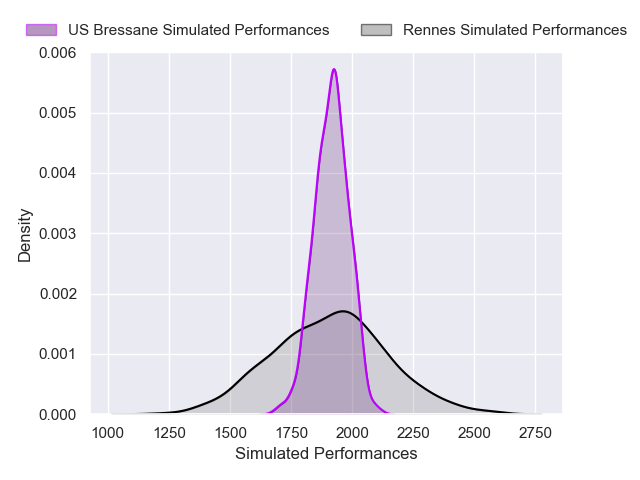 US Bressane Simulated Performances Rennes Simulated Performances
0.006
0.005
0.004
0.003
0.002
0.001
0.000
Density
1000 1250 1500 1750 2000 2250 2500 2750
Simulated Performances